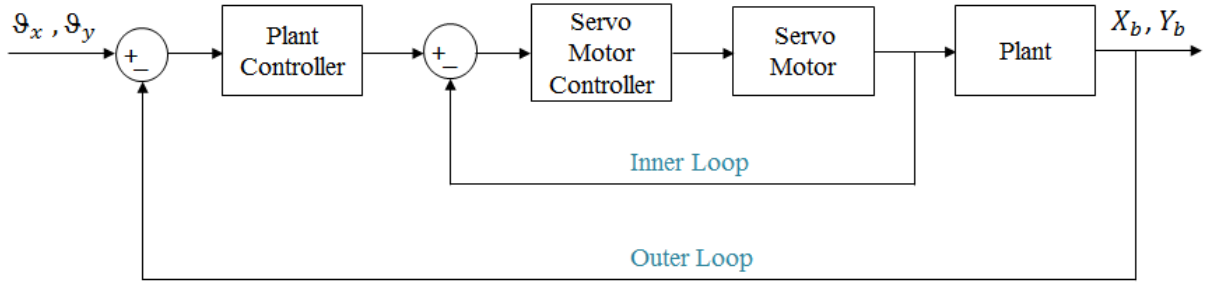 ϑx , ϑy
Plant
Controller
Servo
Motor
Controller
Servo
Motor
Plant
Xb, Yb
+
−
+
−
Inner Loop
Outer Loop